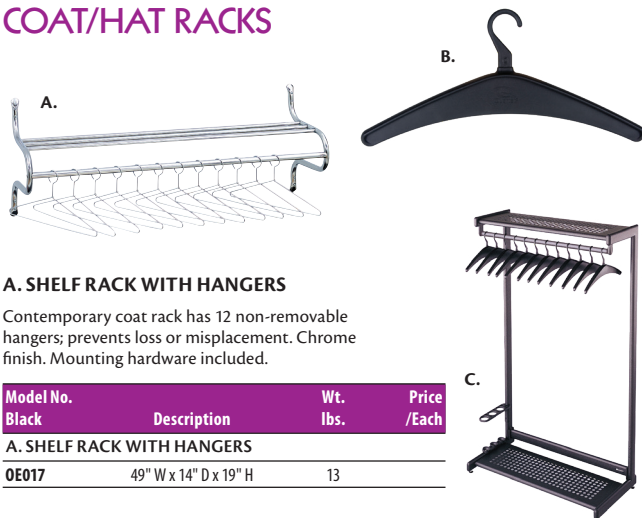 COAT/HAT RACKS
A.
B.
A. SHELF RACK WITH HANGERS
Contemporary coat rack has 12 non-removable
hangers; prevents loss or misplacement. Chrome
finish. Mounting hardware included.
C.
Model No. Wt. Price
Black Description lbs. /Each
A. SHELF RACK WITH HANGERS
OE017 49" W x 14" D x 19" H 13